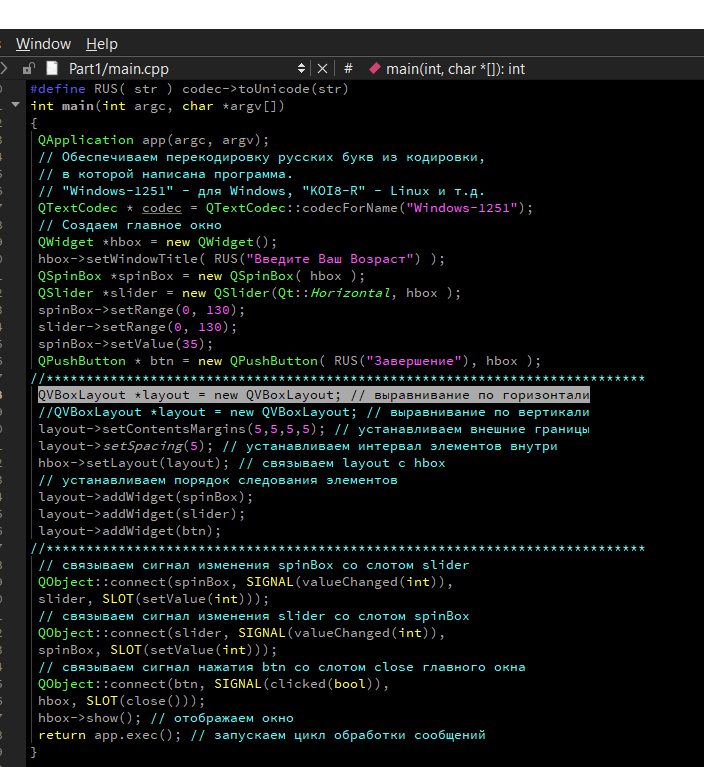 Window Help
Part1/main.cpp # main(int, char *[]): int
#define RUS( str ) codec->toUnicode(str)
int main(int argc, char *argv[])
{
QApplication app(argc, argv);
// Обеспечиваем перекодировку русских букв из кодировки,
// в которой написана программа.
// "Windows-1251" - для Windows, "KOI8-R" - Linux и т.д.
QTextCodec * codec = QTextCodec::codecForName("Windows-1251");
// Создаем главное окно
QWidget *hbox = new QWidget();
hbox->setWindowTitle( RUS("Введите Ваш Возраст") );
QSpinBox *spinBox = new QSpinBox( hbox );
QSlider *slider = new QSlider(Qt::Horizontal, hbox );
spinBox->setRange(0, 130);
slider->setRange(0, 130);
spinBox->setValue(35);
QPushButton * btn = new QPushButton( RUS("Завершение"), hbox );
//***************************************************************************
QVBoxLayout *layout = new QVBoxLayout; // выравнивание по горизонтали
//QVBoxLayout *layout = new QVBoxLayout; // выравнивание по вертикали
layout->setContentsMargins(5,5,5,5); // устанавливаем внешние границы
layout->setSpacing(5); // устанавливаем интервал элементов внутри
hbox->setLayout(layout); // связываем layout с hbox
// устанавливаем порядок следования элементов
layout->addWidget(spinBox);
layout->addWidget(slider);
layout->addWidget(btn);
//***************************************************************************
// связываем сигнал изменения spinBox со слотом slider
QObject::connect(spinBox, SIGNAL(valueChanged(int)),
slider, SLOT(setValue(int)));
// связываем сигнал изменения slider со слотом spinBox
QObject::connect(slider, SIGNAL(valueChanged(int)),
spinBox, SLOT(setValue(int)));
// связываем сигнал нажатия btn со слотом close главного окна
QObject::connect(btn, SIGNAL(clicked(bool)),
hbox, SLOT(close()));
hbox->show(); // отображаем окно
return app.exec(); // запускаем цикл обработки сообщений
}